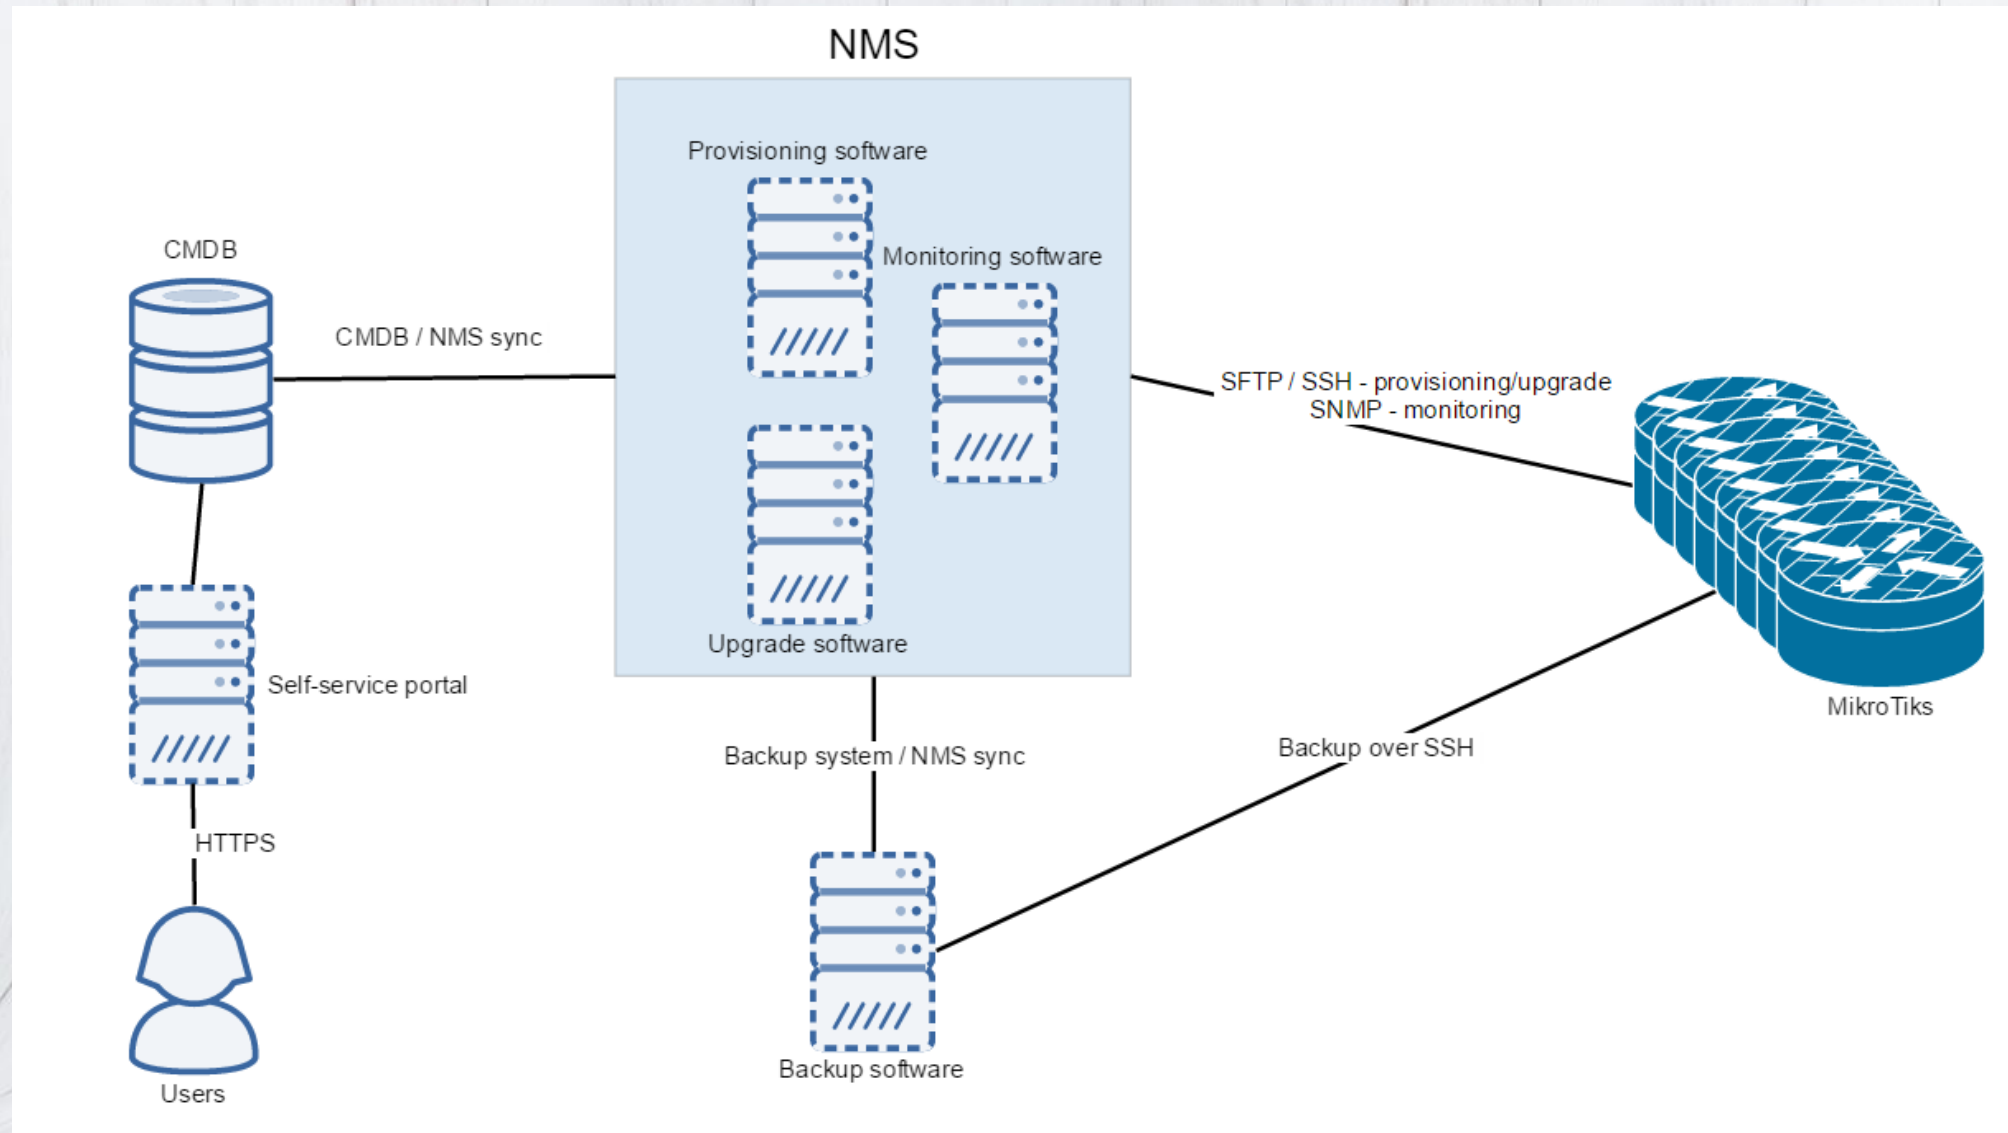 NMS
Provisioning software
Monitoring software
CMDB
CMDB / NMS sync
SFTP / SSH - provisioning/upgrade
SNMP - monitoring
Upgrade software
Self-service portal
MikroTiks
Backup system / NMS sync
Backup over SSH
HTTPS
Backup software
Users